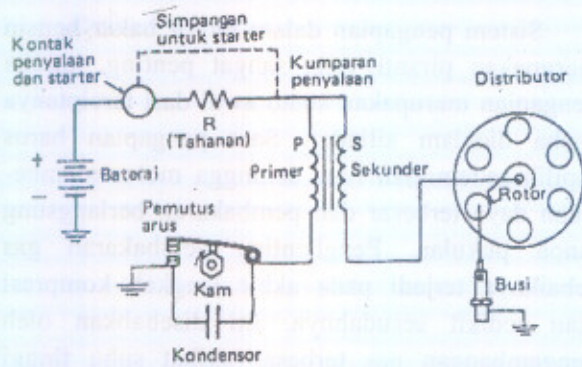 Simpangan
untuk starter
Kontak
penyalaan
dan starter
Kumparan
penyalaan
Distributor
R
(Tahanan)
P
S
+
Baterai
−
Primer
Sekunder
Rotor
Pemutus
arus
Kam
Busi
Kondensor